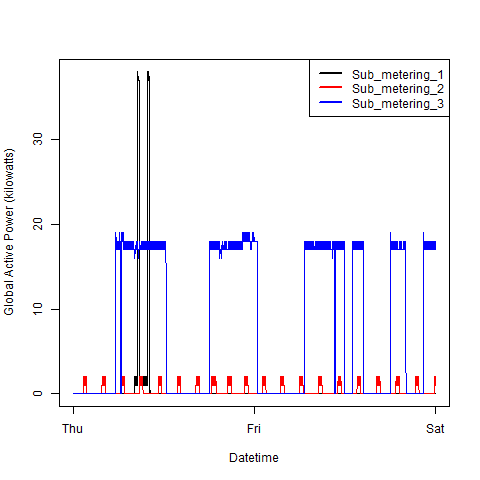 Sub_metering_1
Sub_metering_2
Sub_metering_3
Global Active Power (kilowatts)
30
20
10
0
Thu Fri Sat
Datetime